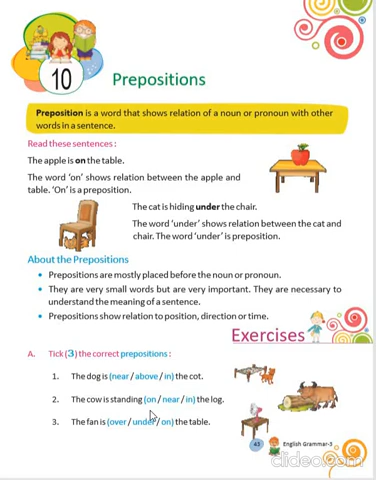 10
Prepositions
Preposition is a word that shows relation of a noun or pronoun with other
words in a sentence.
Read these sentences :
The apple is on the table.
The word 'on' shows relation between the apple and
table. 'On' is a preposition.
The cat is hiding under the chair.
The word 'under' shows relation between the cat and
chair. The word 'under' is preposition.
About the Prepositions
• Prepositions are mostly placed before the noun or pronoun.
• They are very small words but are very important. They are necessary to
understand the meaning of a sentence.
• Prepositions show relation to position, direction or time.
Exercises
A. Tick (3) the correct prepositions :
1. The dog is (near / above / in) the cot.
2. The cow is standing (on / near / in) the log.
3. The fan is (over / under / on) the table.
43
English Grammar-3
clideo.com